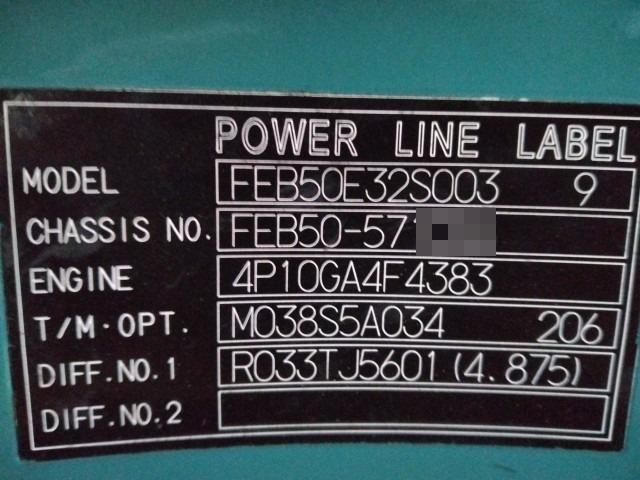 POWER LINE LABEL
MODEL FEB50E32S003 9
CHASSIS NO. FEB50-57
ENGINE 4P10GA4F4383
T/M·OPT. M038S5A034 206
DIFF.NO.1 R033TJ5601(4.875)
DIFF.NO.2